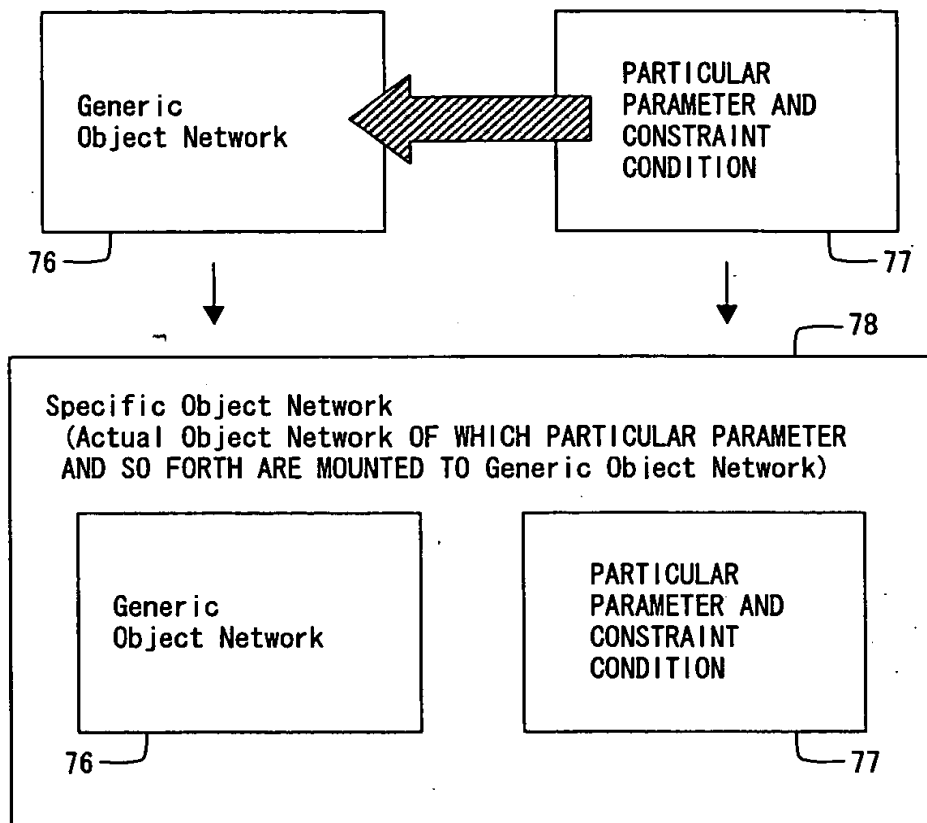 Generic
Object Network
PARTICULAR
PARAMETER AND
CONSTRAINT
CONDITION
76
77
78
Specific Object Network
(Actual Object Network OF WHICH PARTICULAR PARAMETER
AND SO FORTH ARE MOUNTED TO Generic Object Network)
Generic
Object Network
PARTICULAR
PARAMETER AND
CONSTRAINT
CONDITION
76
77